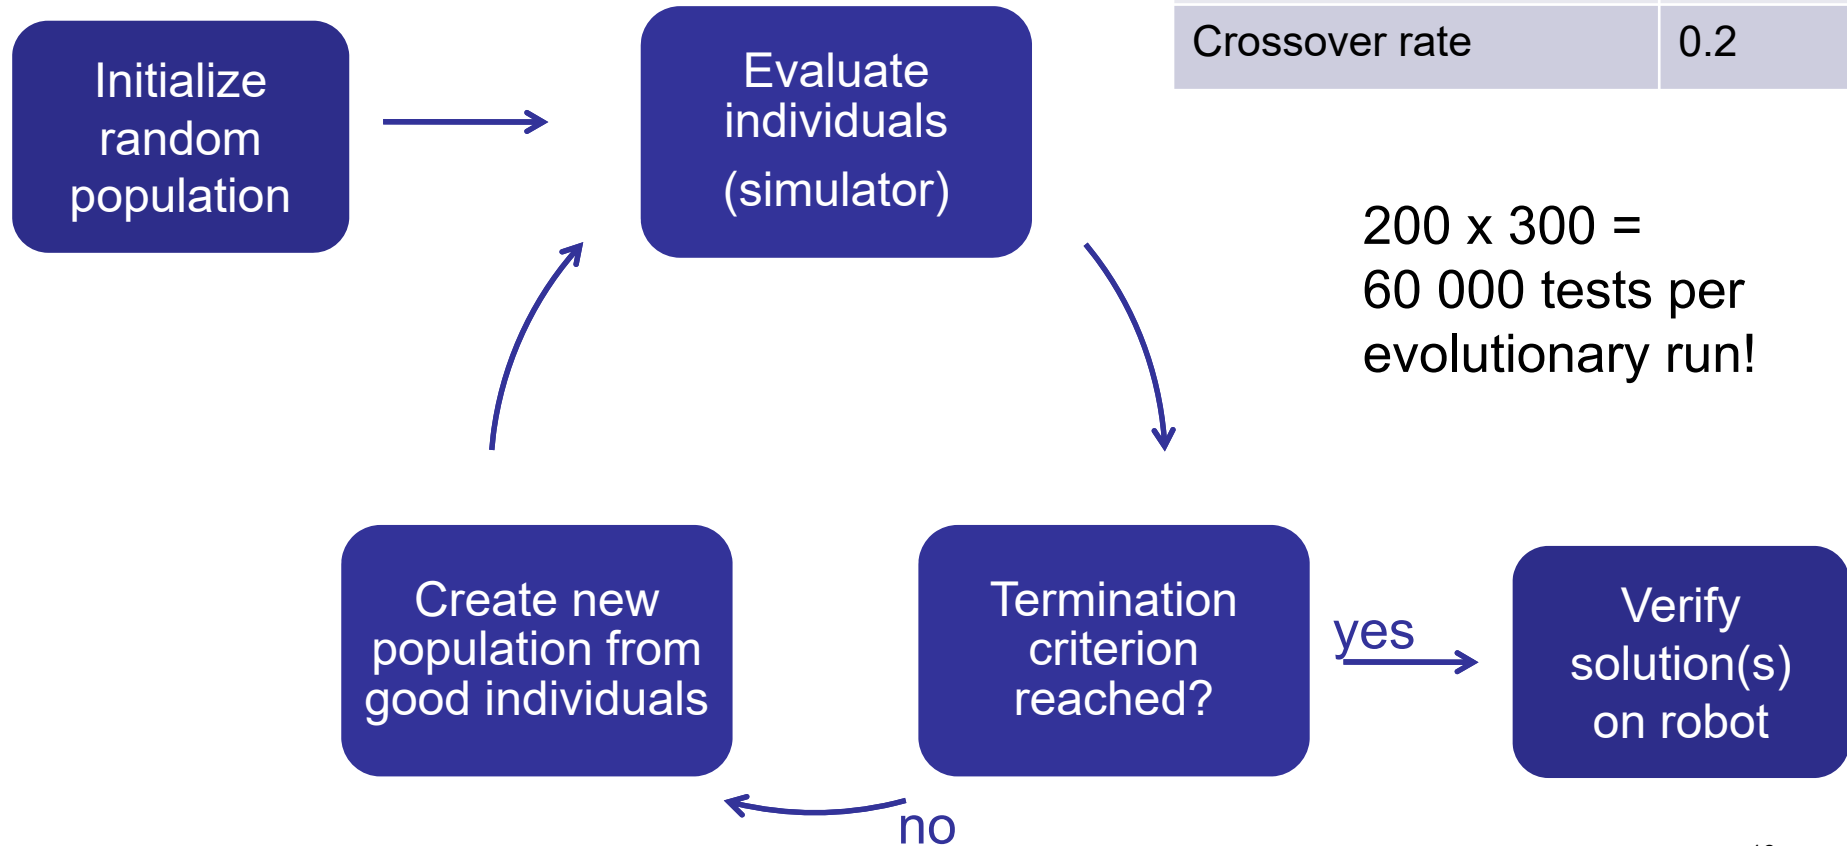 Initialize
random
population
Evaluate
individuals
(simulator)
Crossover rate 0.2
200 x 300 =
60 000 tests per
evolutionary run!
Create new
population from
good individuals
Termination
criterion
reached?
yes
Verify
solution(s)
on robot
no